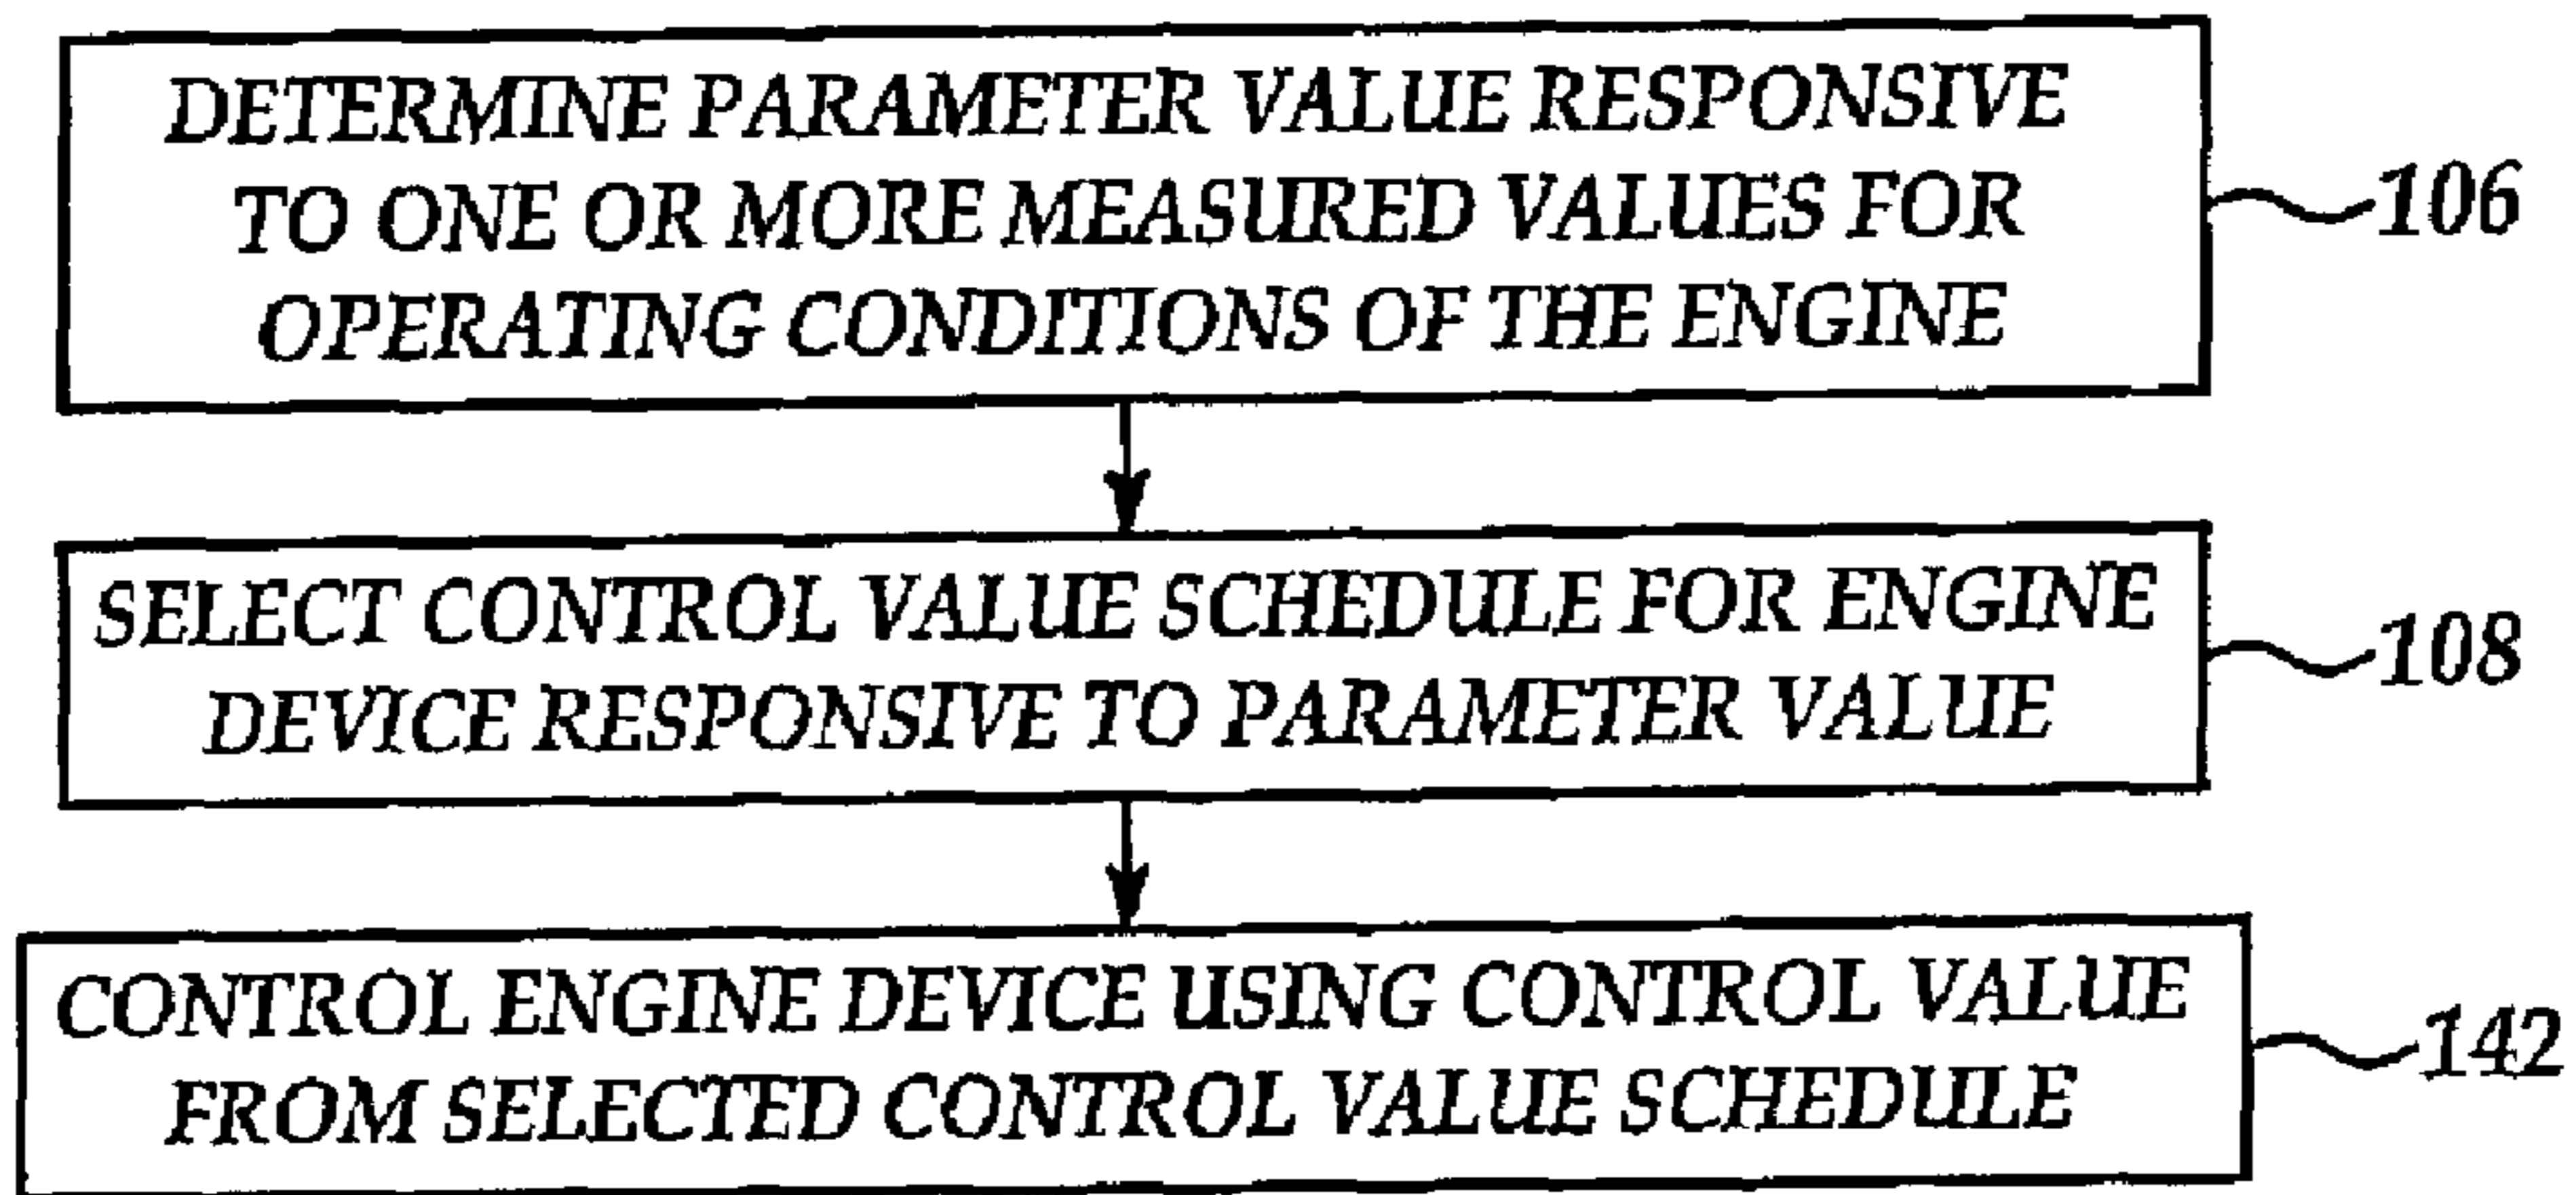 DETERMINE PARAMETER VALUE RESPONSIVE
TO ONE OR MORE MEASURED VALUES FOR
OPERATING CONDITIONS OF THE ENGINE
106
SELECT CONTROL VALUE SCHEDULE FOR ENGINE
DEVICE RESPONSIVE TO PARAMETER VALUE
108
CONTROL ENGINE DEVICE USING CONTROL VALUE
FROM SELECTED CONTROL VALUE SCHEDULE
142